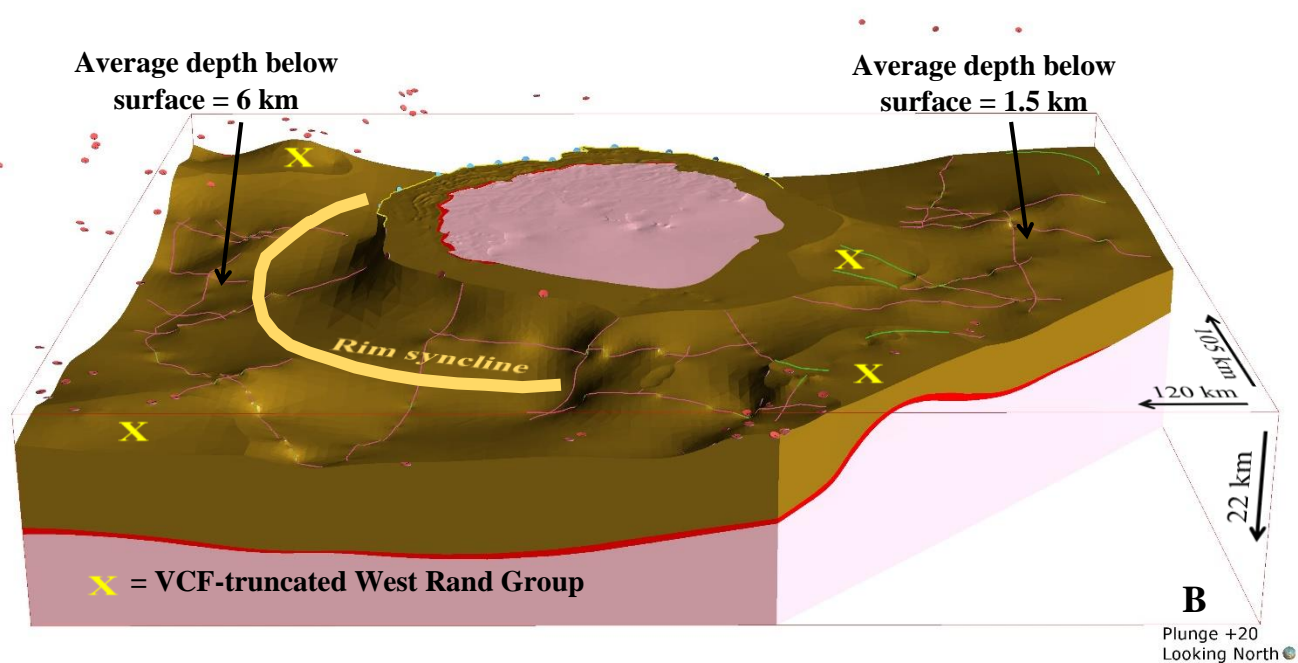 Average depth below
surface = 6 km
Average depth below
surface = 1.5 km
X
X
Rim syncline
X
X
105 km
120 km
22 km
X = VCF-truncated West Rand Group
B
Plunge +20
Looking North